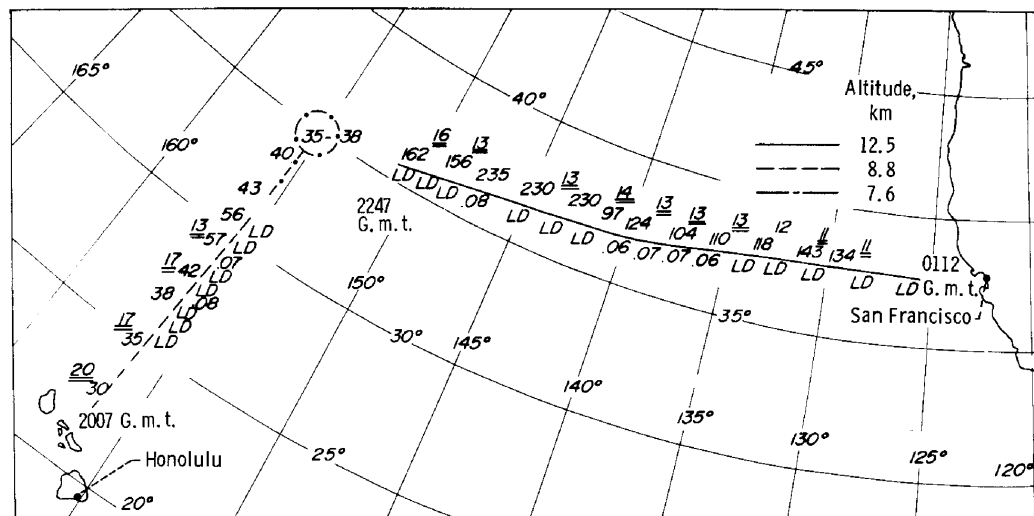 165°
160°
45°
40°
Altitude,
km
12.5
8.8
7.6
35-38
40
43
162
16
156
13
235
230
13
230
14
97
124
13
104
13
110
13
118
12
143
11
134
11
LD
LD
LD
.08
LD
LD
LD
.06
.07
.07
.06
LD
LD
LD
LD
LD
2247
G.m.t.
0112
G.m.t.
San Francisco
56
LD
13
57
LD
.07
LD
17
42
LD
.08
LD
38
LD
LD
17
35
LD
20
30
2007 G.m.t.
Honolulu
150°
145°
140°
135°
130°
125°
120°
35°
30°
25°
20°